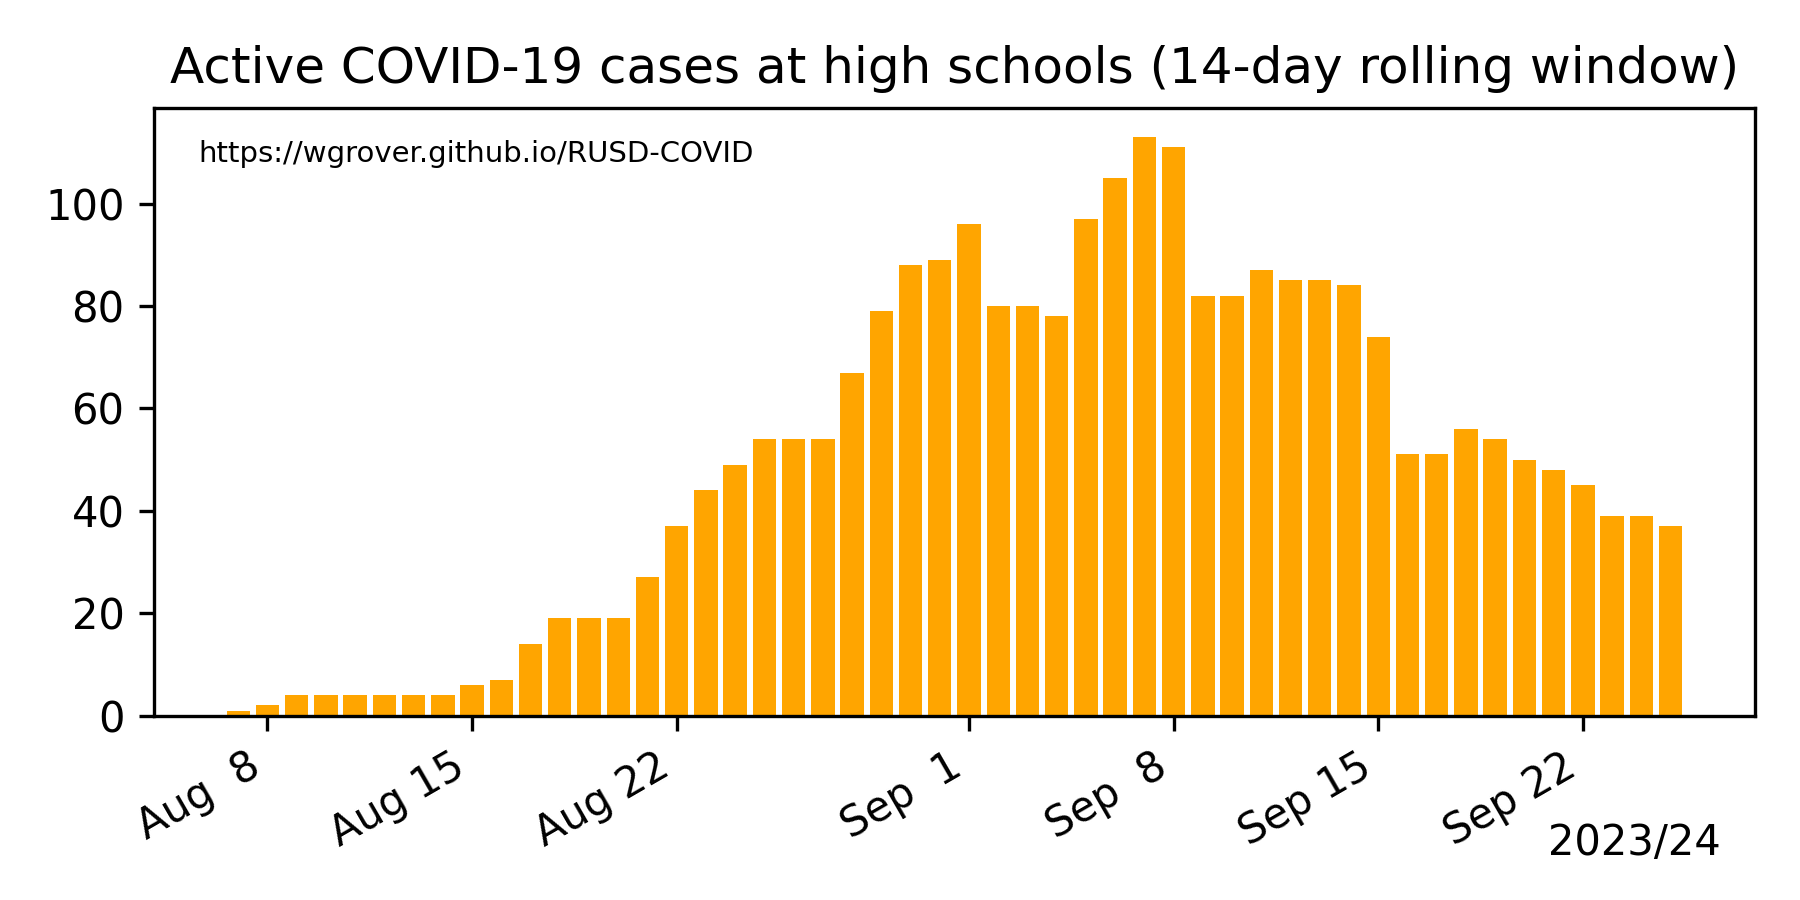 Active COVID-19 cases at high schools (14-day rolling window)
https://wgrover.github.io/RUSD-COVID
100
80
60
40
20
0
Aug 8
Aug 15
Aug 22
Sep 1
Sep 8
Sep 15
Sep 22
2023/24